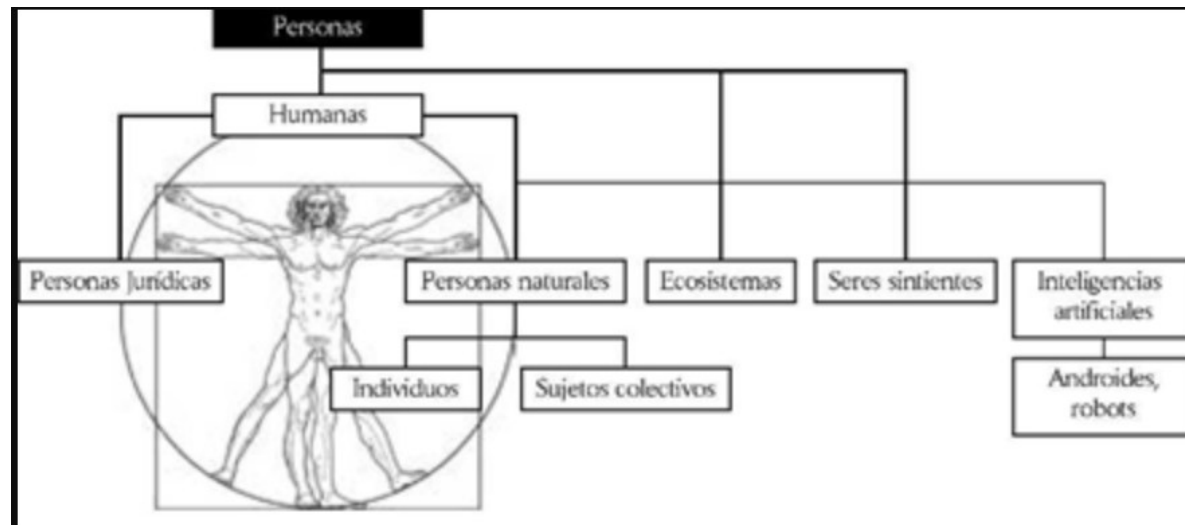 Personas
Humanas
Personas Jurídicas
Personas naturales
Ecosistemas
Seres sintientes
Inteligencias
artificiales
Individuos
Sujetos colectivos
Androides,
robots